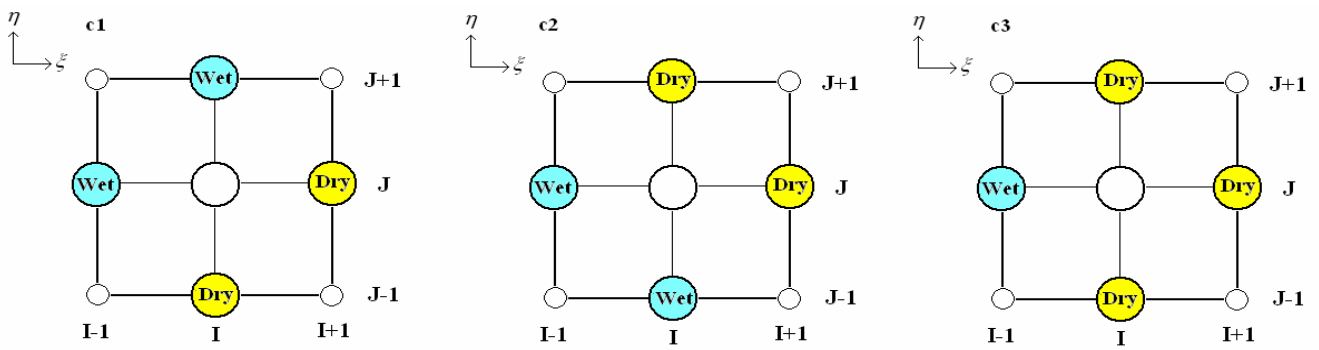 η c1
ξ
Wet J+1
Wet Dry J
Dry J-1
I-1 I I+1
η c2
ξ
Dry J+1
Wet Dry J
Wet J-1
I-1 I I+1
η c3
ξ
Dry J+1
Wet Dry J
Dry J-1
I-1 I I+1